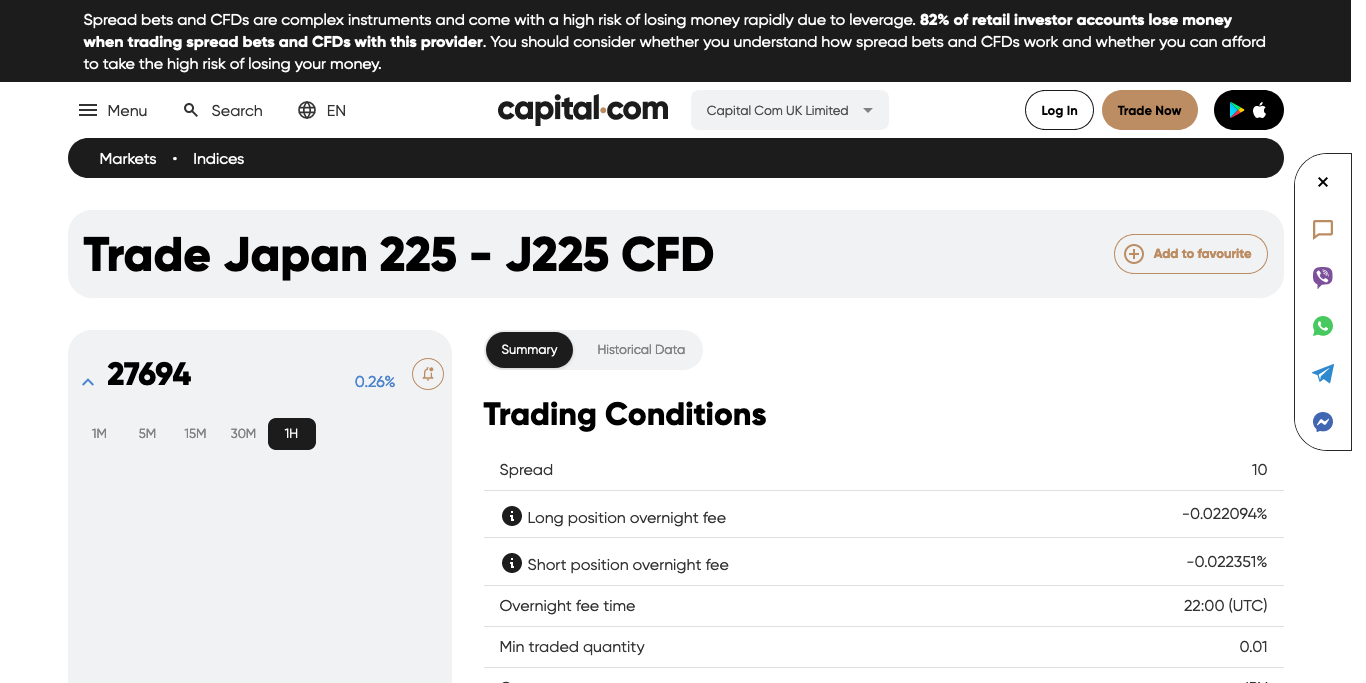 Spread bets and CFDs are complex instruments and come with a high risk of losing money rapidly due to leverage. 82% of retail investor accounts lose money
when trading spread bets and CFDs with this provider. You should consider whether you understand how spread bets and CFDs work and whether you can afford
to take the high risk of losing your money.
Menu Search EN capital.com Capital Com UK Limited Log In Trade Now
Markets • Indices
Trade Japan 225 - J225 CFD Add to favourite
27694 0.26%
1M 5M 15M 30M 1H
Summary Historical Data
Trading Conditions
Spread 10
Long position overnight fee -0.022094%
Short position overnight fee -0.022351%
Overnight fee time 22:00 (UTC)
Min traded quantity 0.01